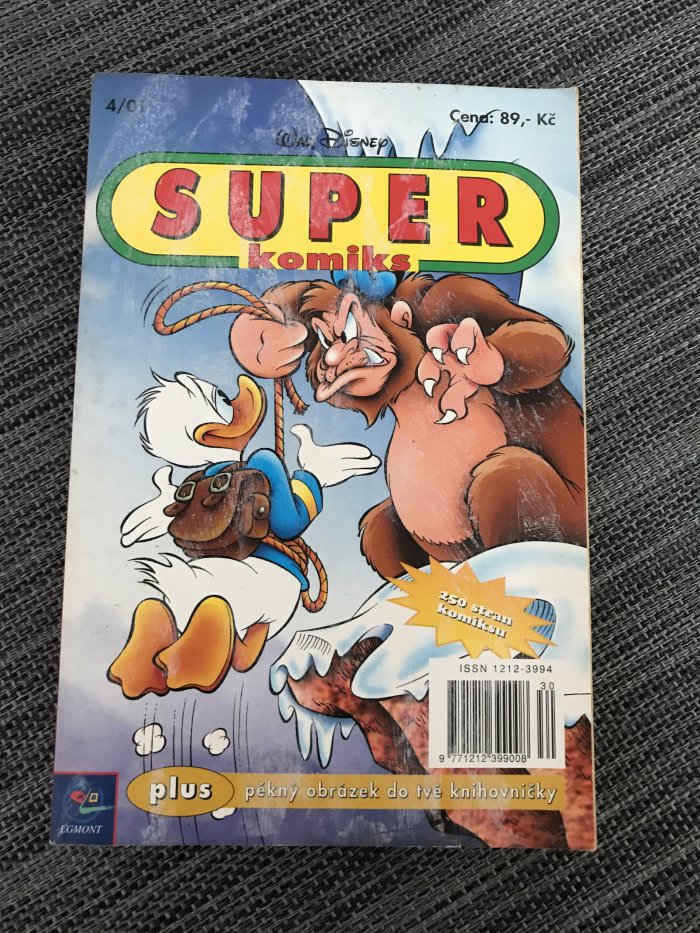 4/01
Cena: 89,- Kč
Walt Disney
SUPER
komiks
250 stran
komiksu
ISSN 1212-3994
30
9 771212 399008
plus pěkný obrázek do tvé knihovničky
EGMONT